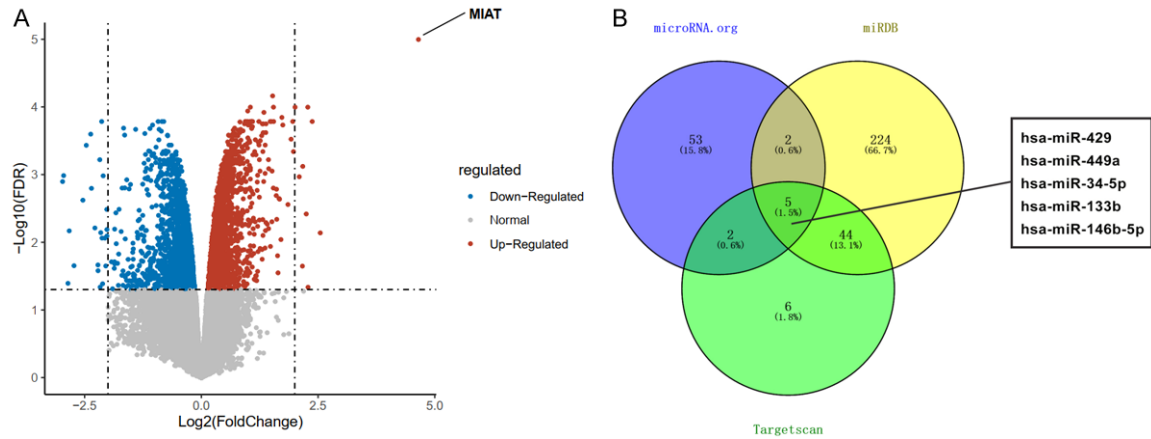 A
MIAT
5
4
3
2
1
0
−Log10(FDR)
−2.5
0.0
2.5
5.0
Log2(FoldChange)
regulated
Down−Regulated
Normal
Up−Regulated
B
microRNA.org
miRDB
53
(15.8%)
2
(0.6%)
224
(66.7%)
5
(1.5%)
2
(0.6%)
44
(13.1%)
6
(1.8%)
Targetscan
hsa-miR-429
hsa-miR-449a
hsa-miR-34-5p
hsa-miR-133b
hsa-miR-146b-5p